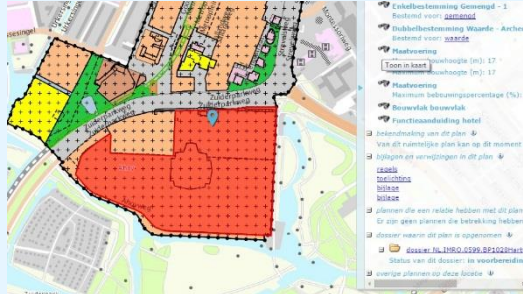 Enkelbestemming Gemengd - 1
Bestemd voor: gemengd
Dubbelbestemming Waarde - Archeo
Bestemd voor: waarde
Maatvoering
bouwhoogte (m): 17
Toon in kaart
bouwhoogte (m): 17
Maatvoering
Maximum bebouwingspercentage (%):
Bouwvlak bouwvlak
Functieaanduiding hotel
bekendmaking van dit plan
Van dit ruimtelijke plan kan op dit moment
bijlagen en verwijzingen in dit plan
regels
toelichting
bijlage
bijlage
plannen die een relatie hebben met dit plan
Er zijn geen plannen die betrekking hebben
dossier waarin dit plan is opgenomen
dossier NL.IMRO.0599.BP1028Hart
Status van dit dossier: in voorbereiding
overige plannen op deze locatie
Zuiderparkweg
Zuiderparkweg